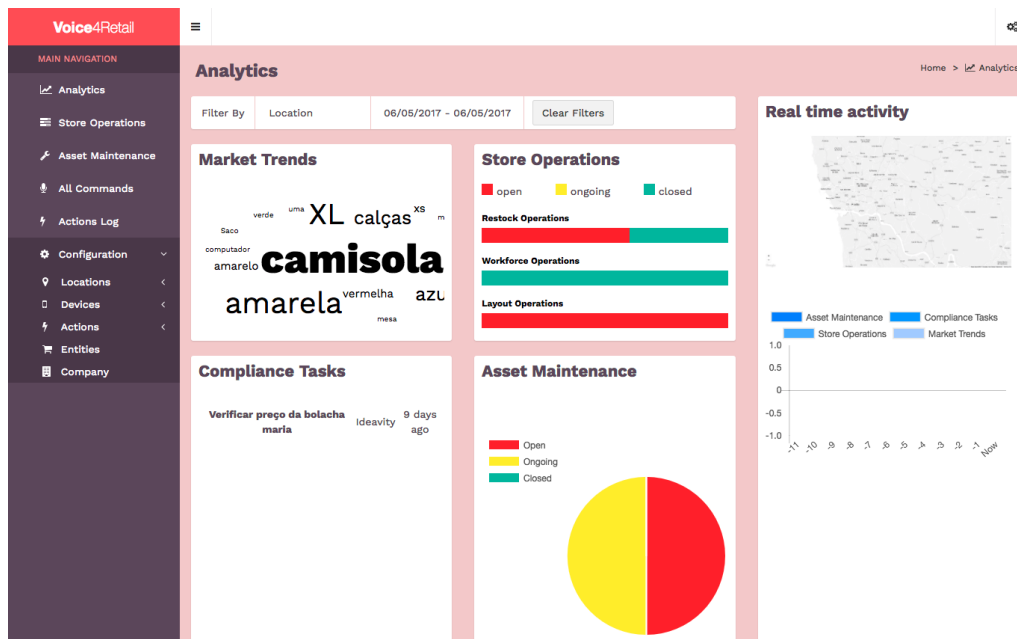 Voice4Retail
MAIN NAVIGATION
Analytics
Store Operations
Asset Maintenance
All Commands
Actions Log
Configuration
Locations
Devices
Actions
Entities
Company
Analytics
Home > Analytics
Filter By Location 06/05/2017 - 06/05/2017 Clear Filters
Market Trends
verde uma XL calças xs m
Saco
computador
amarelo camisola
amarela vermelha azu
mesa
Store Operations
open ongoing closed
Restock Operations
Workforce Operations
Layout Operations
Compliance Tasks
Verificar preço da bolacha maria
Ideavity
9 days ago
Asset Maintenance
Open
Ongoing
Closed
Real time activity
Asset Maintenance Compliance Tasks
Store Operations Market Trends
1.0
0.5
0
-0.5
-1.0
-11 -10 -9 -8 -7 -6 -5 -4 -3 -2 -1 Now